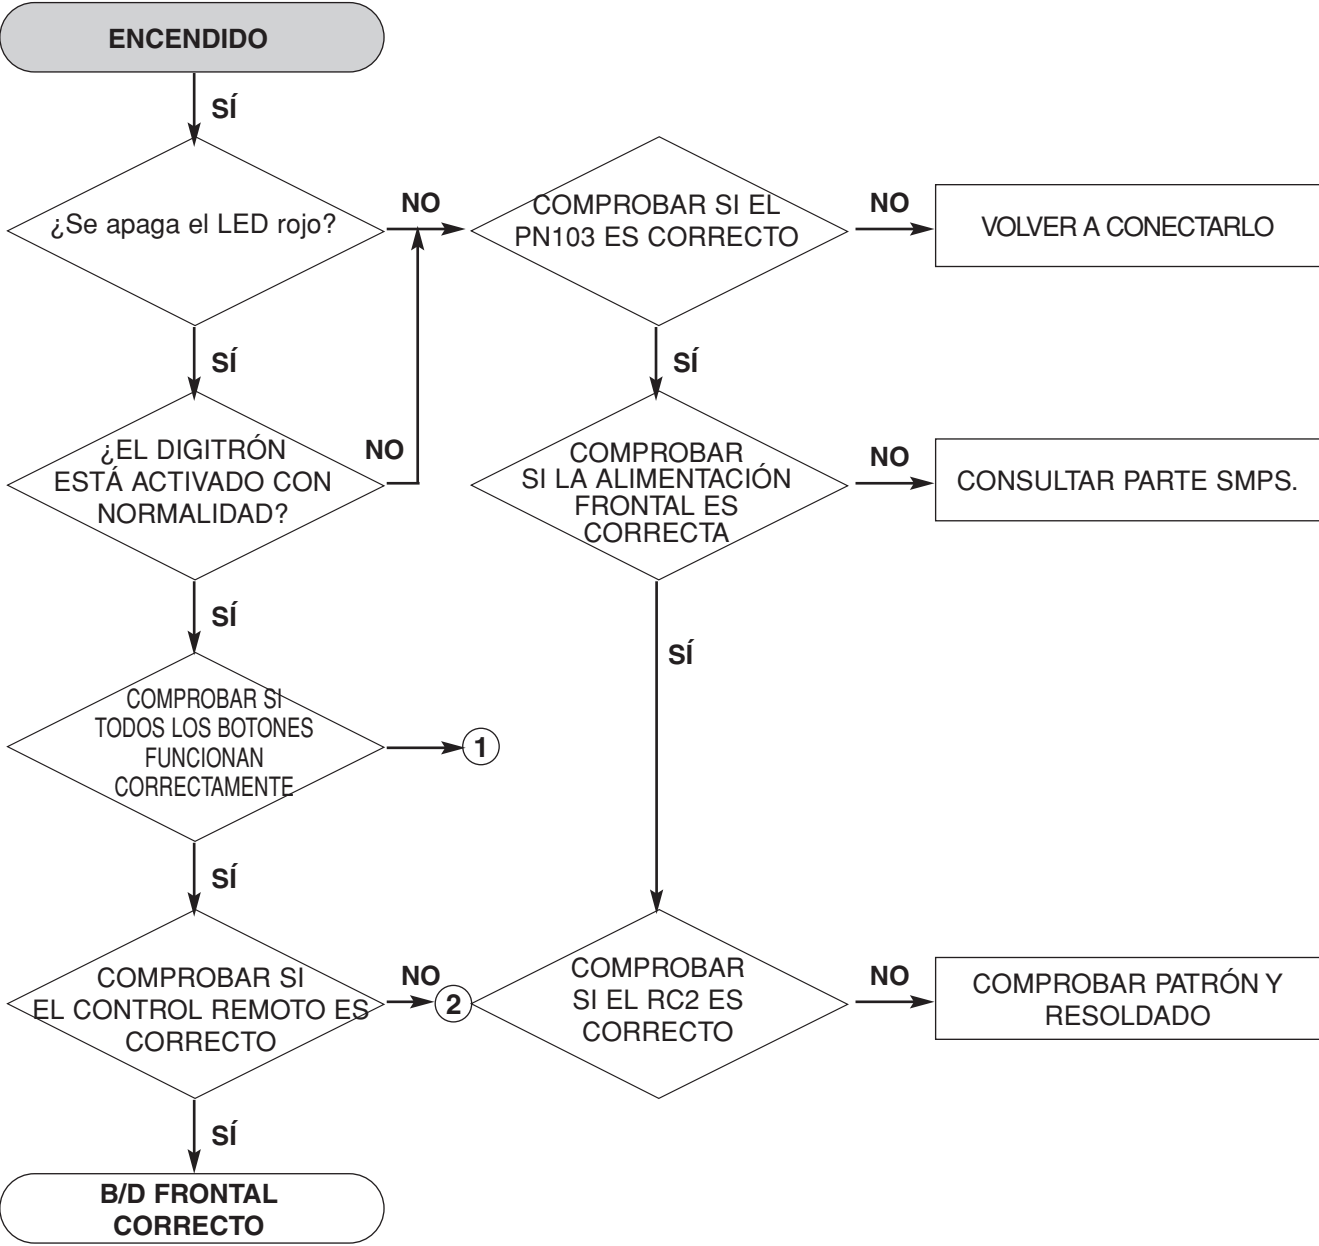 ENCENDIDO
SÍ
¿Se apaga el LED rojo?
NO
COMPROBAR SI EL
PN103 ES CORRECTO
NO
VOLVER A CONECTARLO
SÍ
SÍ
¿EL DIGITRÓN
ESTÁ ACTIVADO CON
NORMALIDAD?
NO
COMPROBAR
SI LA ALIMENTACIÓN
FRONTAL ES
CORRECTA
NO
CONSULTAR PARTE SMPS.
SÍ
SÍ
COMPROBAR SI
TODOS LOS BOTONES
FUNCIONAN
CORRECTAMENTE
1
SÍ
COMPROBAR SI
EL CONTROL REMOTO ES
CORRECTO
NO
2
COMPROBAR
SI EL RC2 ES
CORRECTO
NO
COMPROBAR PATRÓN Y
RESOLDADO
SÍ
B/D FRONTAL
CORRECTO